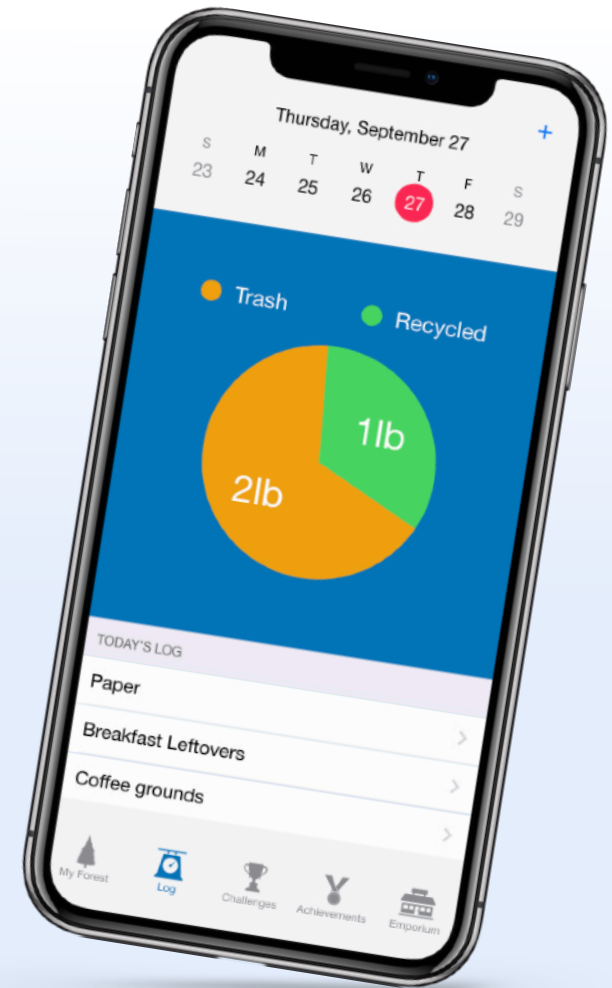 Thursday, September 27
+
S M T W T F S
23 24 25 26 27 28 29
Trash Recycled
1lb
2lb
TODAY'S LOG
Paper
Breakfast Leftovers
Coffee grounds
My Forest Log Challenges Achievements Emporium